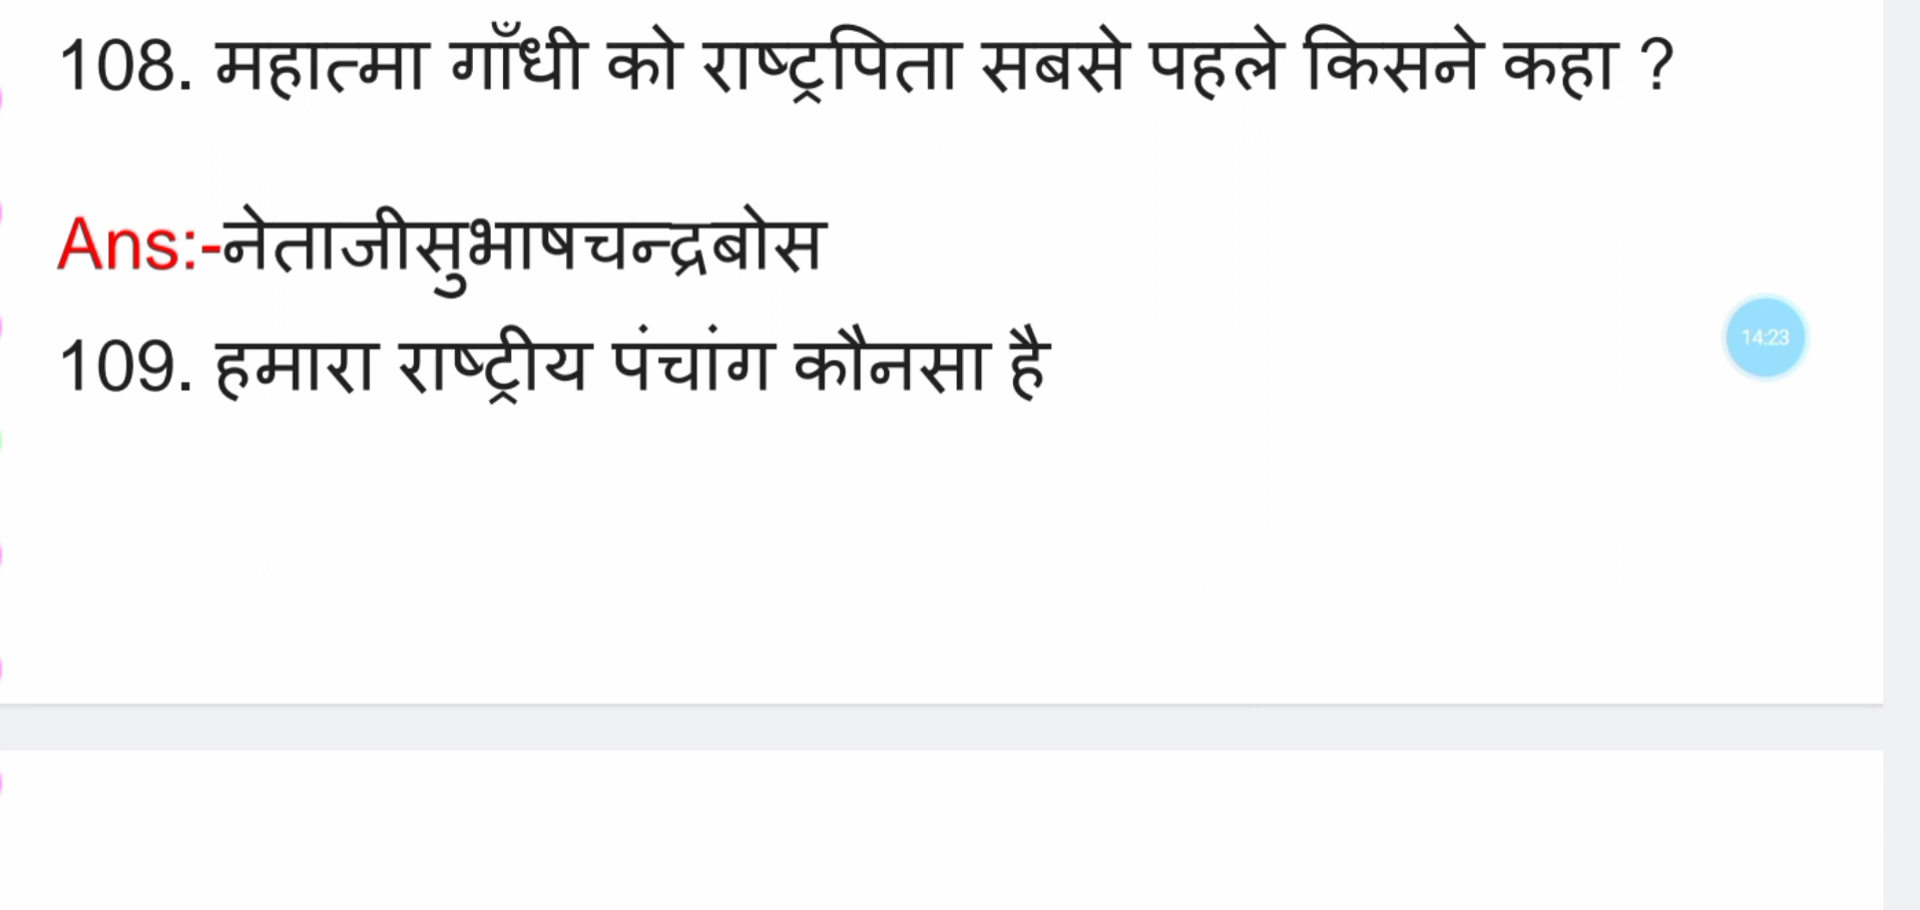 108. महात्मा गाँधी को राष्ट्रपिता सबसे पहले किसने कहा ?
Ans:-नेताजीसुभाषचन्द्रबोस
109. हमारा राष्ट्रीय पंचांग कौनसा है
14:23